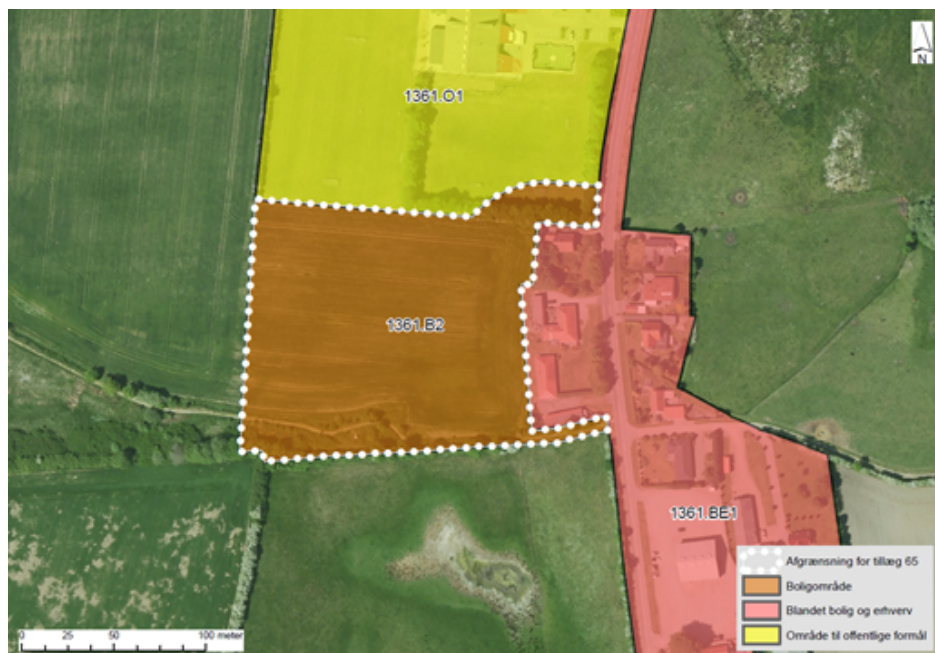 1361.O1
N
1361.B2
1361.BE1
Afgrænsning for tillæg 65
Boligområde
Blandet bolig og erhverv
Område til offentlige formål
0 25 50 100 meter